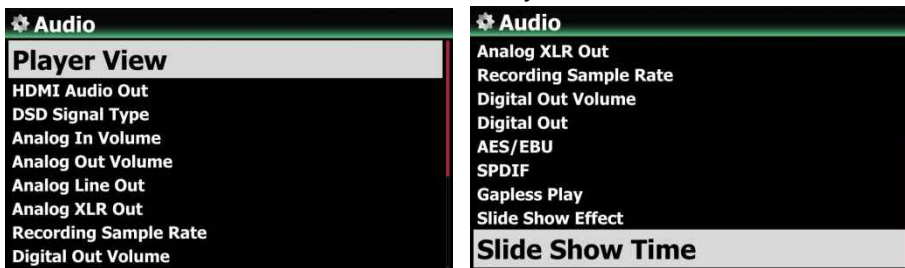 Audio
Player View
HDMI Audio Out
DSD Signal Type
Analog In Volume
Analog Out Volume
Analog Line Out
Analog XLR Out
Recording Sample Rate
Digital Out Volume
Audio
Analog XLR Out
Recording Sample Rate
Digital Out Volume
Digital Out
AES/EBU
SPDIF
Gapless Play
Slide Show Effect
Slide Show Time